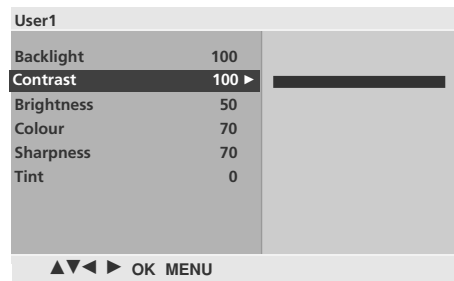 User1
Backlight 100
Contrast 100 ►
Brightness 50
Colour 70
Sharpness 70
Tint 0
▲▼◄ ► OK MENU